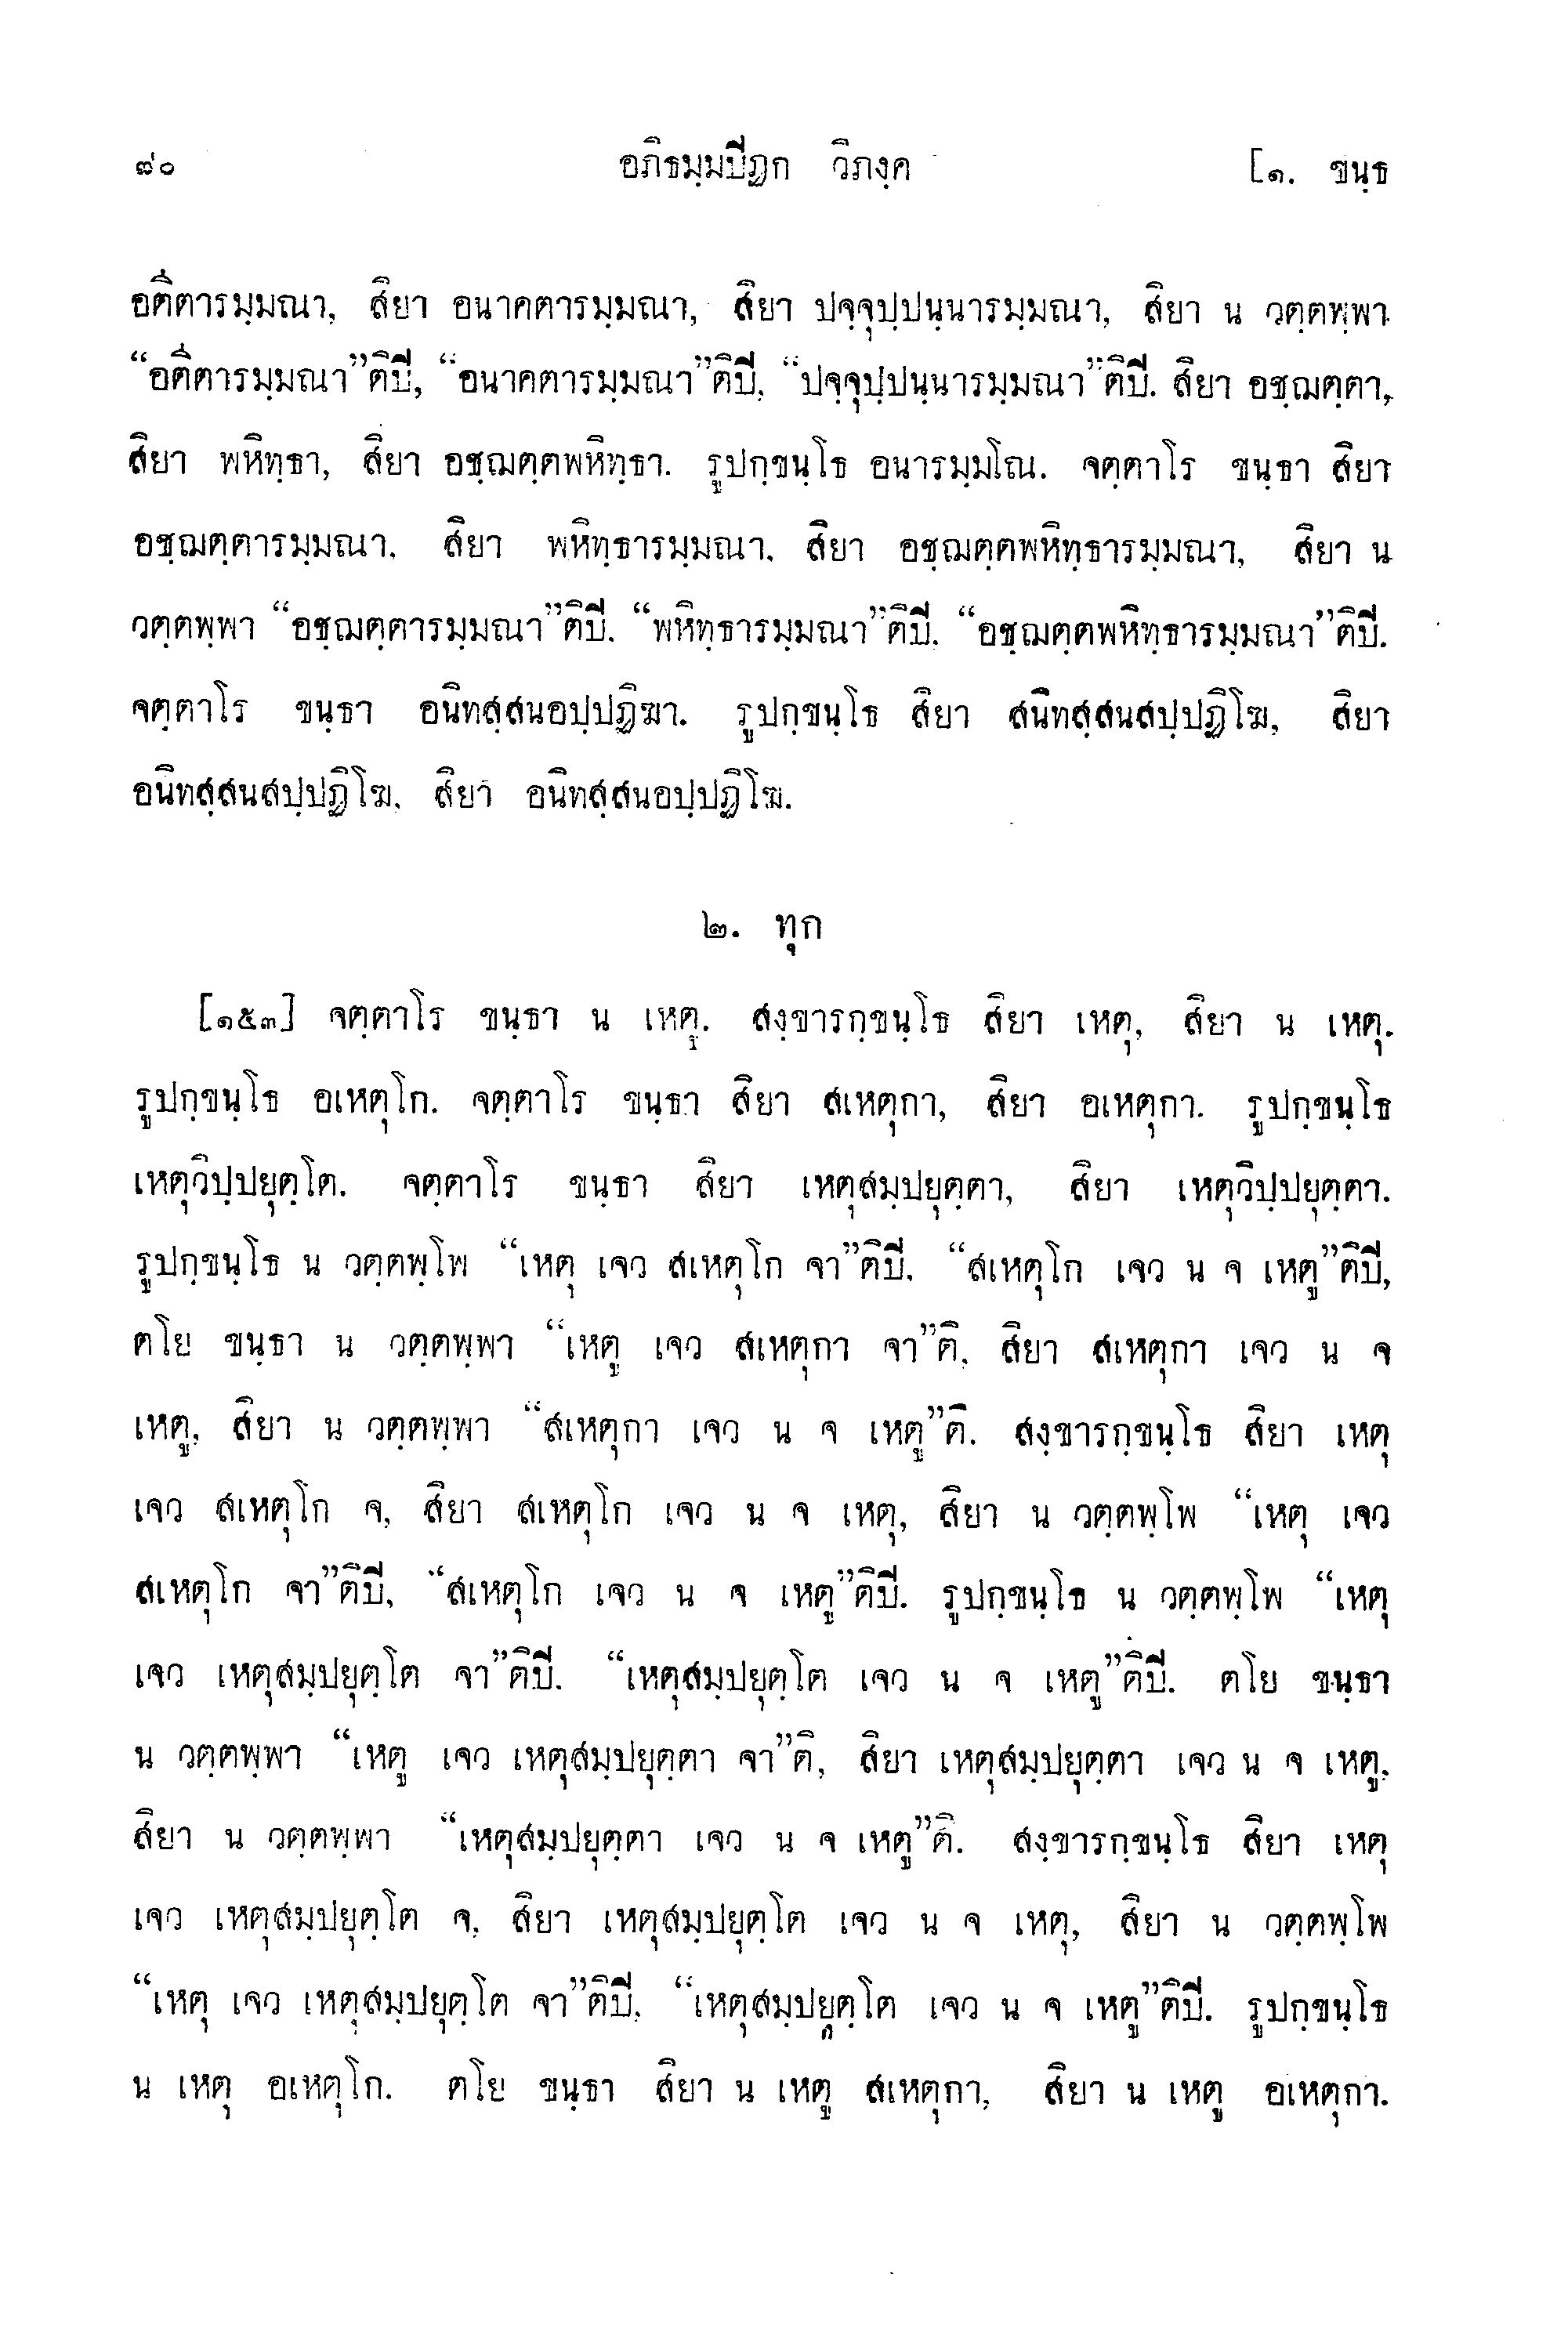 ๙๐ อภิธมฺมปิฏก วิภงฺค [๑. ขนฺธ
อตีตารมฺมณา, สิยา อนาคตารมฺมณา, สิยา ปจฺจุปฺปนฺนารมฺมณา, สิยา น วตฺตพฺพา
“อตีตารมฺมณา”ติปิ, “อนาคตารมฺมณา”ติปิ, “ปจฺจุปฺปนฺนารมฺมณา”ติปิ. สิยา อชฺฌตฺตา,
สิยา พหิทฺธา, สิยา อชฺฌตฺตพหิทฺธา. รูปกฺขนฺโธ อนารมฺมโณ. จตฺตาโร ขนฺธา สิยา
อชฺฌตฺตารมฺมณา, สิยา พหิทฺธารมฺมณา, สิยา อชฺฌตฺตพหิทฺธารมฺมณา, สิยา น
วตฺตพฺพา “อชฺฌตฺตารมฺมณา”ติปิ, “พหิทฺธารมฺมณา”ติปิ, “อชฺฌตฺตพหิทฺธารมฺมณา”ติปิ.
จตฺตาโร ขนฺธา อนิทสฺสนอปฺปฏิฆา. รูปกฺขนฺโธ สิยา สนิทสฺสนสปฺปฏิโฆ, สิยา
อนิทสฺสนสปฺปฏิโฆ, สิยา อนิทสฺสนอปฺปฏิโฆ.
๒. ทุก
[๑๕๓] จตฺตาโร ขนฺธา น เหตู. สงฺขารกฺขนฺโธ สิยา เหตุ, สิยา น เหตุ.
รูปกฺขนฺโธ อเหตุโก. จตฺตาโร ขนฺธา สิยา สเหตุกา, สิยา อเหตุกา. รูปกฺขนฺโธ
เหตุวิปฺปยุตฺโต. จตฺตาโร ขนฺธา สิยา เหตุสมฺปยุตฺตา, สิยา เหตุวิปฺปยุตฺตา.
รูปกฺขนฺโธ น วตฺตพฺโพ “เหตุ เจว สเหตุโก จา”ติปิ, “สเหตุโก เจว น จ เหตู”ติปิ,
ตโย ขนฺธา น วตฺตพฺพา “เหตู เจว สเหตุกา จา”ติ, สิยา สเหตุกา เจว น จ
เหตู, สิยา น วตฺตพฺพา “สเหตุกา เจว น จ เหตู”ติ. สงฺขารกฺขนฺโธ สิยา เหตุ
เจว สเหตุโก จ, สิยา สเหตุโก เจว น จ เหตุ, สิยา น วตฺตพฺโพ “เหตุ เจว
สเหตุโก จา”ติปิ, “สเหตุโก เจว น จ เหตู”ติปิ. รูปกฺขนฺโธ น วตฺตพฺโพ “เหตุ
เจว เหตุสมฺปยุตฺโต จา”ติปิ. “เหตุสมฺปยุตฺโต เจว น จ เหตู”ติปิ. ตโย ขนฺธา
น วตฺตพฺพา “เหตู เจว เหตุสมฺปยุตฺตา จา”ติ, สิยา เหตุสมฺปยุตฺตา เจว น จ เหตู,
สิยา น วตฺตพฺพา “เหตุสมฺปยุตฺตา เจว น จ เหตู”ติ. สงฺขารกฺขนฺโธ สิยา เหตุ
เจว เหตุสมฺปยุตฺโต จ, สิยา เหตุสมฺปยุตฺโต เจว น จ เหตุ, สิยา น วตฺตพฺโพ
“เหตุ เจว เหตุสมฺปยุตฺโต จา”ติปิ, “เหตุสมฺปยุตฺโต เจว น จ เหตู”ติปิ. รูปกฺขนฺโธ
น เหตุ อเหตุโก. ตโย ขนฺธา สิยา น เหตู สเหตุกา, สิยา น เหตู อเหตุกา.